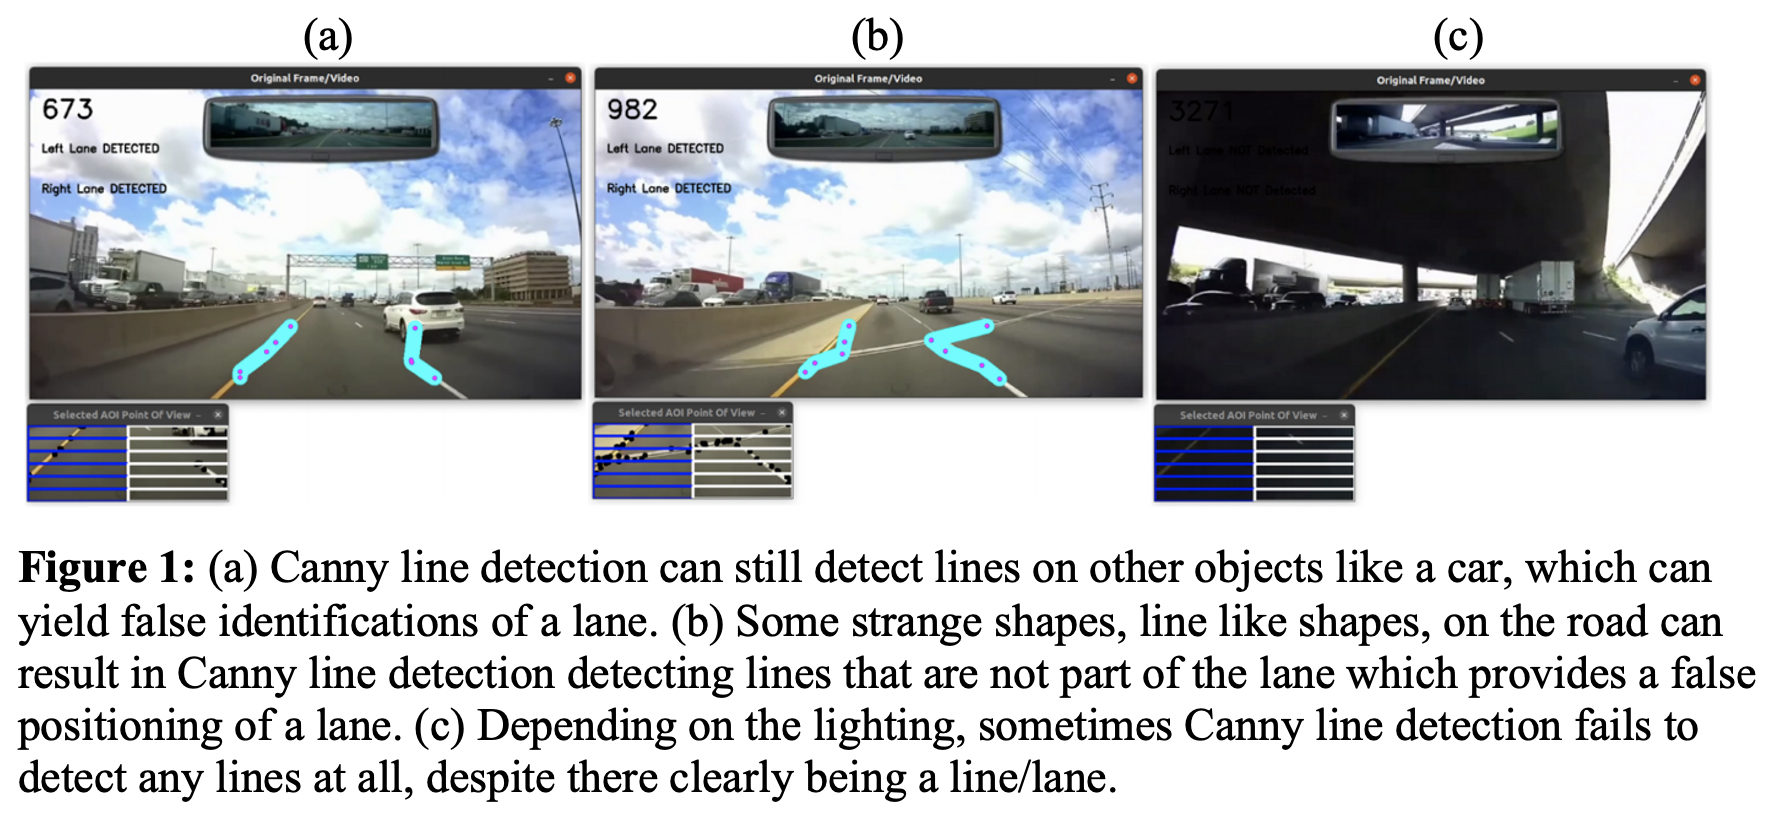 (a)
(b)
(c)
Original Frame/Video
Original Frame/Video
Original Frame/Video
673
Left Lane DETECTED
Right Lane DETECTED
982
Left Lane DETECTED
Right Lane DETECTED
3271
Left Lane NOT Detected
Right Lane NOT Detected
Selected AOI Point Of View
Selected AOI Point Of View
Selected AOI Point Of View
Figure 1: (a) Canny line detection can still detect lines on other objects like a car, which can
yield false identifications of a lane. (b) Some strange shapes, line like shapes, on the road can
result in Canny line detection detecting lines that are not part of the lane which provides a false
positioning of a lane. (c) Depending on the lighting, sometimes Canny line detection fails to
detect any lines at all, despite there clearly being a line/lane.